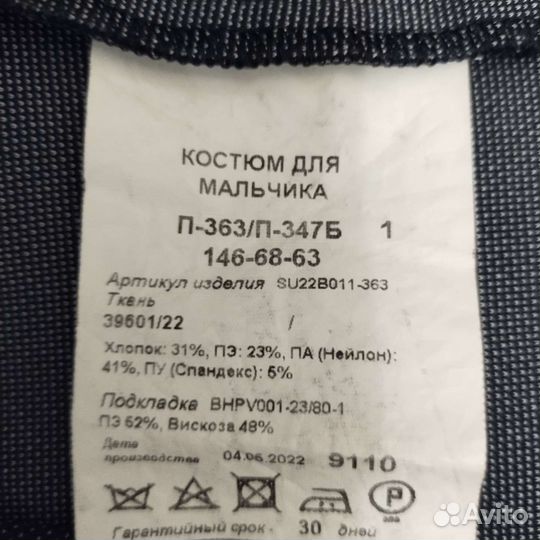 КОСТЮМ ДЛЯ
МАЛЬЧИКА
П-363/П-347Б 1
146-68-63
Артикул изделия SU22B011-363
Ткань
39601/22 /
Хлопок: 31%, ПЭ: 23%, ПА (Нейлон):
41%, ПУ (Спандекс): 5%
Подкладка BHPV001-23/80-1
ПЭ 52%, Вискоза 48%
Дата
производства 04.06.2022 9110
P
Гарантийный срок - 30 дней
Avito